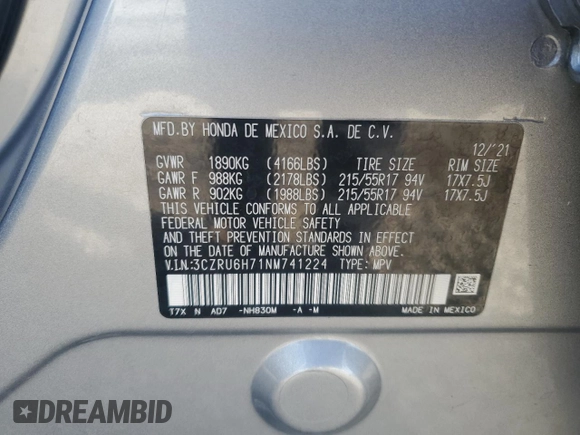 MFD.BY HONDA DE MEXICO S.A. DE C.V.
12/'21
GVWR 1890KG (4166LBS) TIRE SIZE RIM SIZE
GAWR F 988KG (2178LBS) 215/55R17 94V 17X7.5J
GAWR R 902KG (1988LBS) 215/55R17 94V 17X7.5J
THIS VEHICLE CONFORMS TO ALL APPLICABLE
FEDERAL MOTOR VEHICLE SAFETY, BUMPER,
AND THEFT PREVENTION STANDARDS IN EFFECT
ON THE DATE OF MANUFACTURE SHOWN ABOVE.
V.I.N.:3CZRU6H71NM741224 TYPE: MPV
T7X N AD7 -NH830M -A -M MADE IN MEXICO
DREAMBID